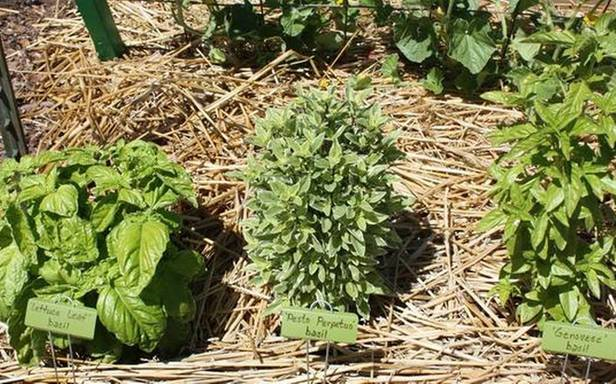 "Lettuce Leaf"
basil
"Pesto Perpetuo"
basil
"Genovese"
basil